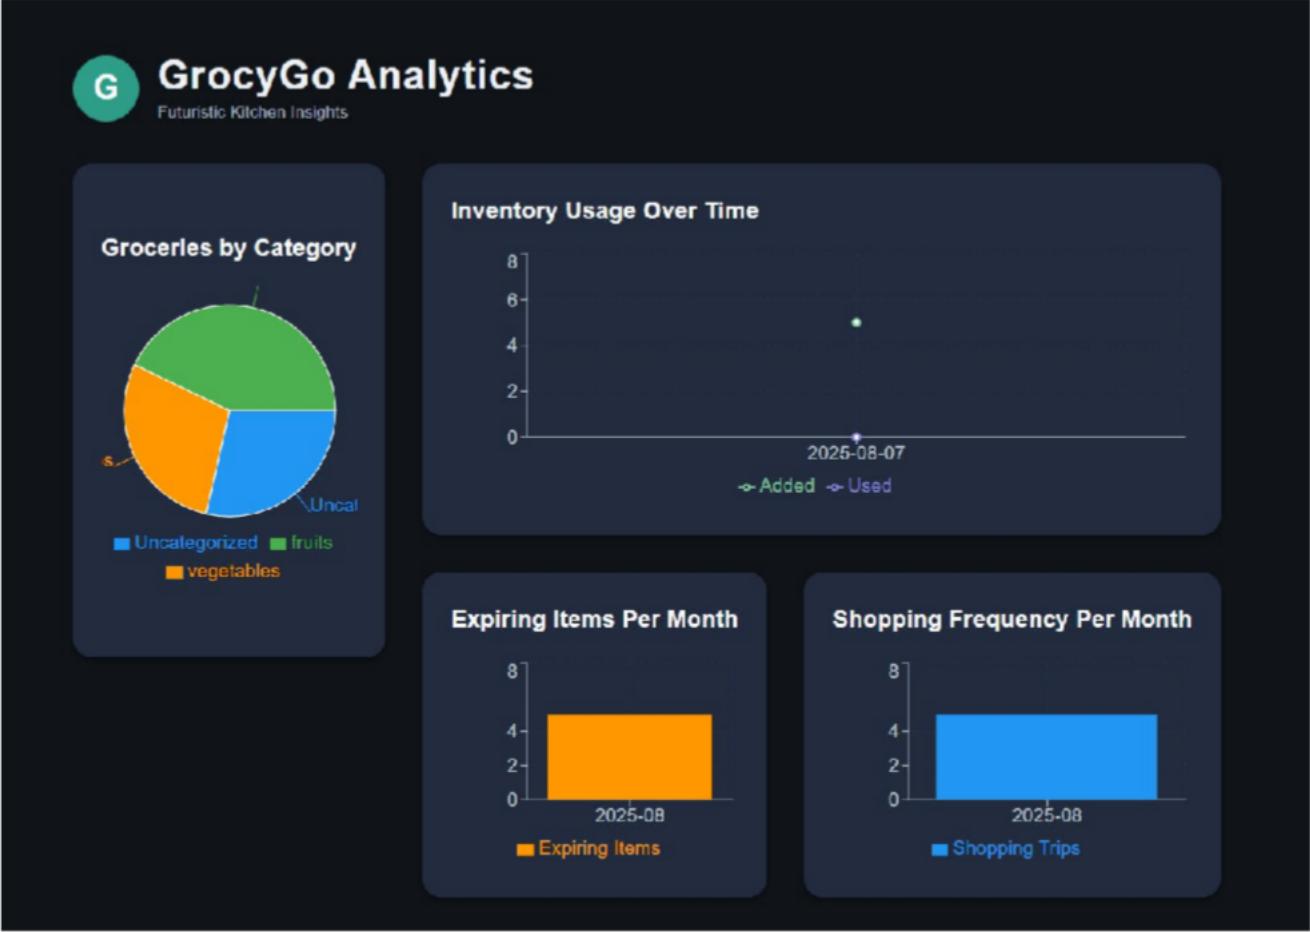 G
GrocyGo Analytics
Futuristic Kitchen Insights
Groceries by Category
s
Uncat
Uncategorized fruits
vegetables
Inventory Usage Over Time
8
6
4
2
0
2025-08-07
Added Used
Expiring Items Per Month
8
4
2
0
2025-08
Expiring Items
Shopping Frequency Per Month
8
4
2
0
2025-08
Shopping Trips